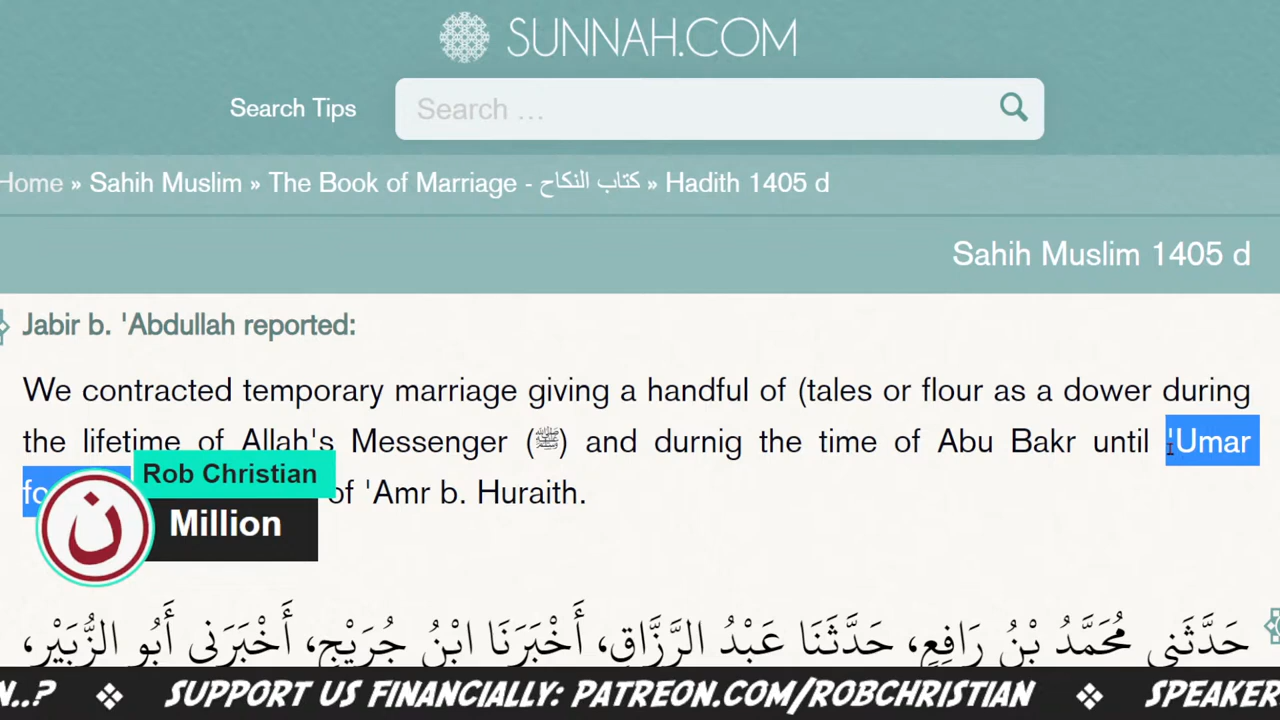 SUNNAH.COM
Search Tips
Search …
Home » Sahih Muslim » The Book of Marriage - كتاب النكاح » Hadith 1405 d
Sahih Muslim 1405 d
Jabir b. 'Abdullah reported:
We contracted temporary marriage giving a handful of (tales or flour as a dower during
the lifetime of Allah's Messenger (ﷺ) and durnig the time of Abu Bakr until 'Umar
of 'Amr b. Huraith.
Rob Christian
ن Million
حَدَّثَنِي مُحَمَّدُ بْنُ رَافِعٍ، حَدَّثَنَا عَبْدُ الرَّزَّاقِ، أَخْبَرَنَا ابْنُ جُرَيْجٍ، أَخْبَرَنِي أَبُو الزُّبَيْرِ،
N..? ❖ SUPPORT US FINANCIALLY: PATREON.COM/ROBCHRISTIAN ❖ SPEAKER